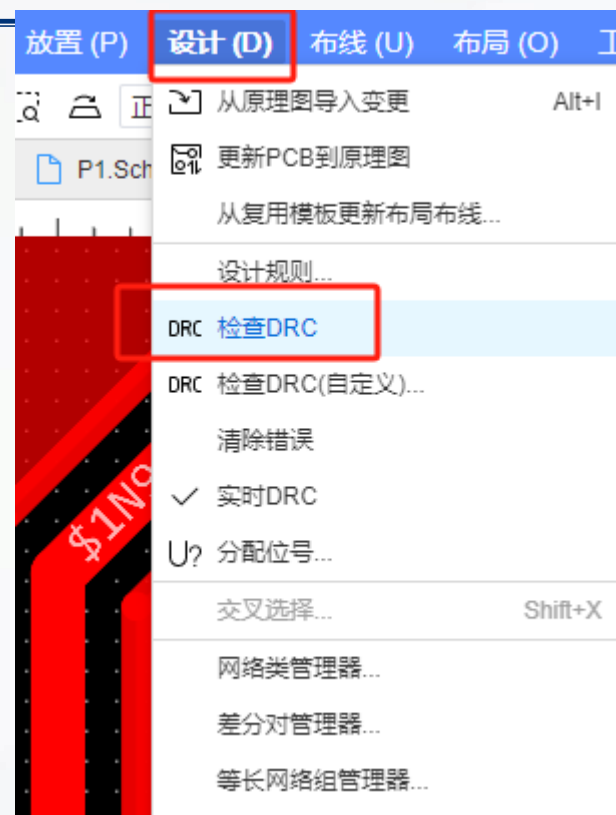 放置 (P) 设计 (D) 布线 (U) 布局 (O)
从原理图导入变更 Alt+I
P1.Sch
更新PCB到原理图
从复用模板更新布局布线...
设计规则...
DRC 检查DRC
DRC 检查DRC(自定义)...
清除错误
实时DRC
$1N9
U? 分配位号...
交叉选择... Shift+X
网络类管理器...
差分对管理器...
等长网络组管理器...